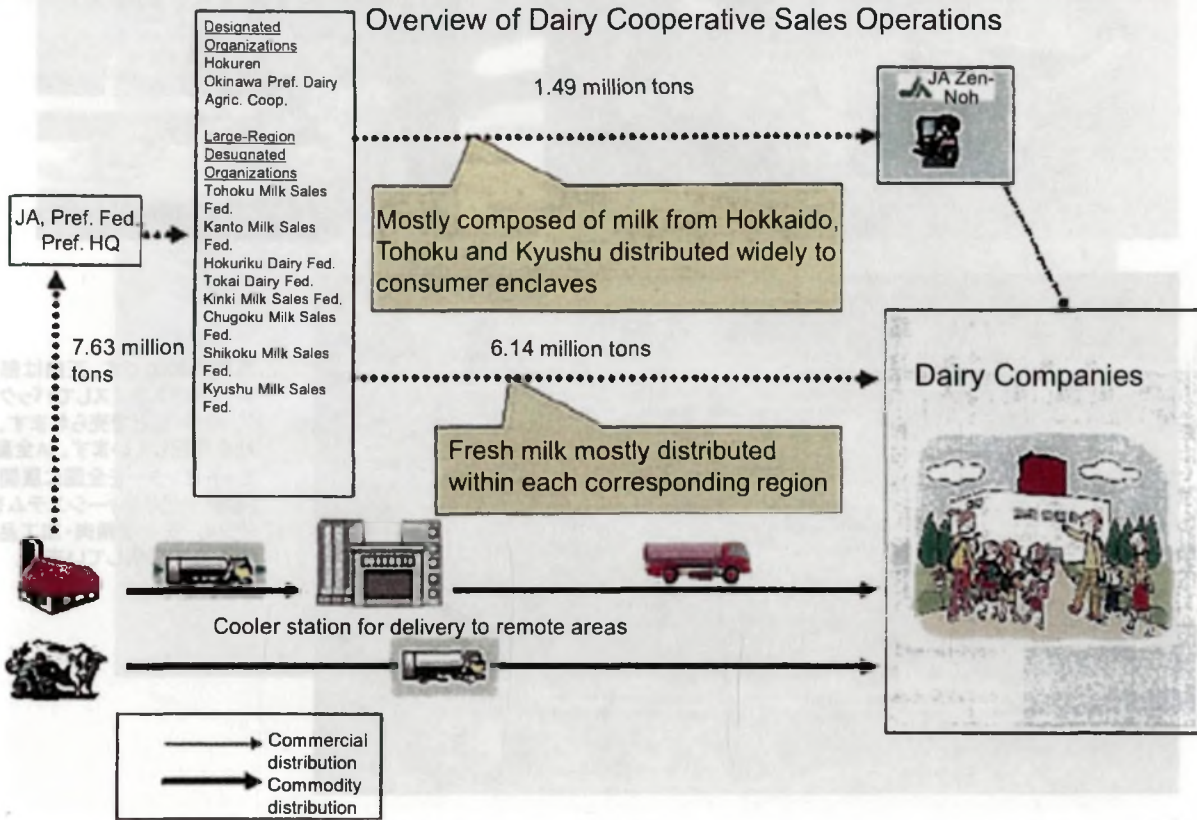 Overview of Dairy Cooperative Sales Operations
Designated
Organizations
Hokuren
Okinawa Pref. Dairy
Agric. Coop.
Large-Region
Desugnated
Organizations
Tohoku Milk Sales
Fed.
Kanto Milk Sales
Fed.
Hokuriku Dairy Fed.
Tokai Dairy Fed.
Kinki Milk Sales Fed.
Chugoku Milk Sales
Fed.
Shikoku Milk Sales
Fed.
Kyushu Milk Sales
Fed.
1.49 million tons
JA Zen-
Noh
JA, Pref. Fed.
Pref. HQ
Mostly composed of milk from Hokkaido,
Tohoku and Kyushu distributed widely to
consumer enclaves
7.63 million
tons
6.14 million tons
Dairy Companies
Fresh milk mostly distributed
within each corresponding region
Cooler station for delivery to remote areas
Commercial
distribution
Commodity
distribution